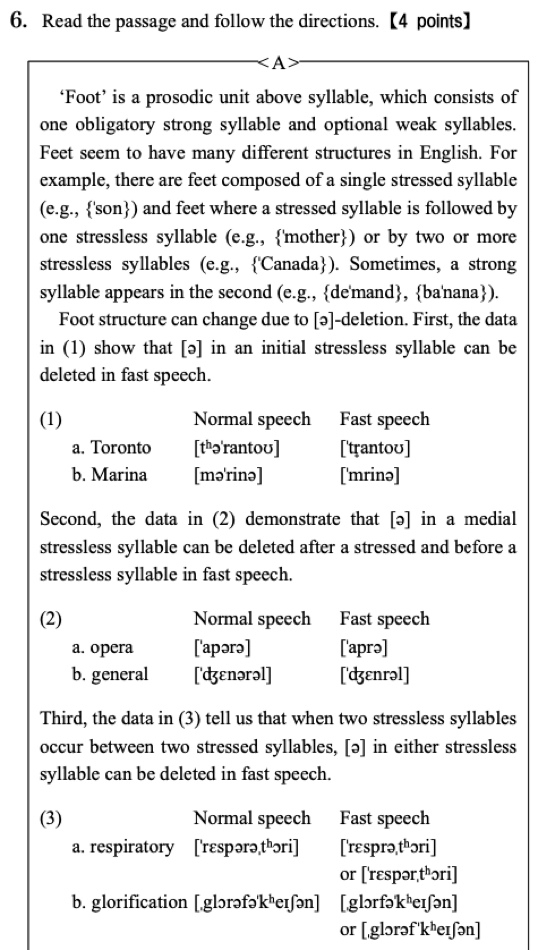 6. Read the passage and follow the directions. 【4 points】
<A>
‘Foot’ is a prosodic unit above syllable, which consists of
one obligatory strong syllable and optional weak syllables.
Feet seem to have many different structures in English. For
example, there are feet composed of a single stressed syllable
(e.g., {ˈson}) and feet where a stressed syllable is followed by
one stressless syllable (e.g., {ˈmother}) or by two or more
stressless syllables (e.g., {ˈCanada}). Sometimes, a strong
syllable appears in the second (e.g., {deˈmand}, {baˈnana}).
Foot structure can change due to [ə]-deletion. First, the data
in (1) show that [ə] in an initial stressless syllable can be
deleted in fast speech.
(1) Normal speech Fast speech
a. Toronto [tʰəˈrantoʊ] [ˈtr̥antoʊ]
b. Marina [məˈrinə] [ˈmrinə]
Second, the data in (2) demonstrate that [ə] in a medial
stressless syllable can be deleted after a stressed and before a
stressless syllable in fast speech.
(2) Normal speech Fast speech
a. opera [ˈapərə] [ˈaprə]
b. general [ˈʤɛnərəl] [ˈʤɛnrəl]
Third, the data in (3) tell us that when two stressless syllables
occur between two stressed syllables, [ə] in either stressless
syllable can be deleted in fast speech.
(3) Normal speech Fast speech
a. respiratory [ˈrɛspərəˌtʰɔri] [ˈrɛsprəˌtʰɔri]
or [ˈrɛspərˌtʰɔri]
b. glorification [ˌglɔrəfəˈkʰeɪʃən] [ˌglɔrfəˈkʰeɪʃən]
or [ˌglɔrəfˈkʰeɪʃən]